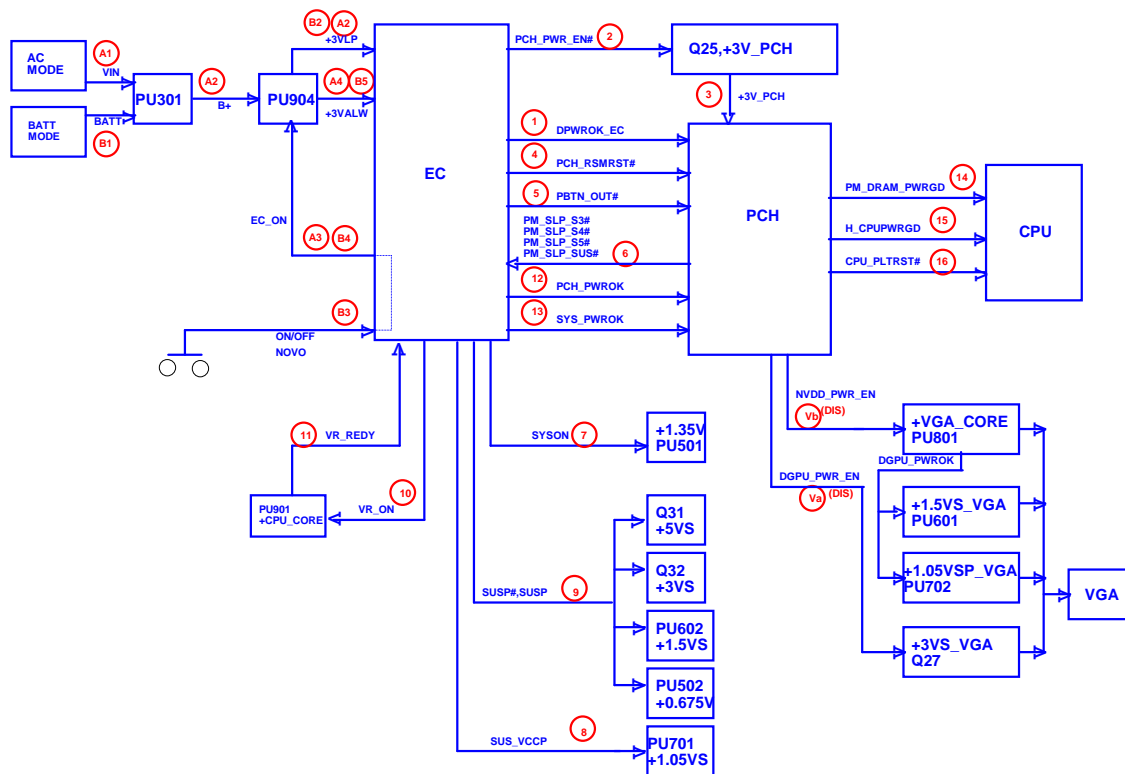 B2 A2
+3VLP
PCH_PWR_EN#
2
Q25,+3V_PCH
AC
MODE
A1
VIN
PU301
A2
B+
PU904
A4 B5
+3VALW
3
+3V_PCH
BATT
MODE
BATT
B1
EC
1
DPWROK_EC
4
PCH_RSMRST#
5
PBTN_OUT#
PM_SLP_S3#
PM_SLP_S4#
PM_SLP_S5#
PM_SLP_SUS#
6
12
PCH_PWROK
13
SYS_PWROK
PCH
PM_DRAM_PWRGD
14
H_CPUPWRGD
15
CPU_PLTRST#
16
CPU
EC_ON
A3 B4
B3
ON/OFF
NOVO
11
VR_REDY
10
VR_ON
PU901
+CPU_CORE
SYSON
7
+1.35V
PU501
Q31
+5VS
Q32
+3VS
SUSP#,SUSP
9
PU602
+1.5VS
PU502
+0.675V
SUS_VCCP
8
PU701
+1.05VS
NVDD_PWR_EN
Vb (DIS)
+VGA_CORE
PU801
DGPU_PWROK
DGPU_PWR_EN
Va (DIS)
+1.5VS_VGA
PU601
+1.05VSP_VGA
PU702
VGA
+3VS_VGA
Q27